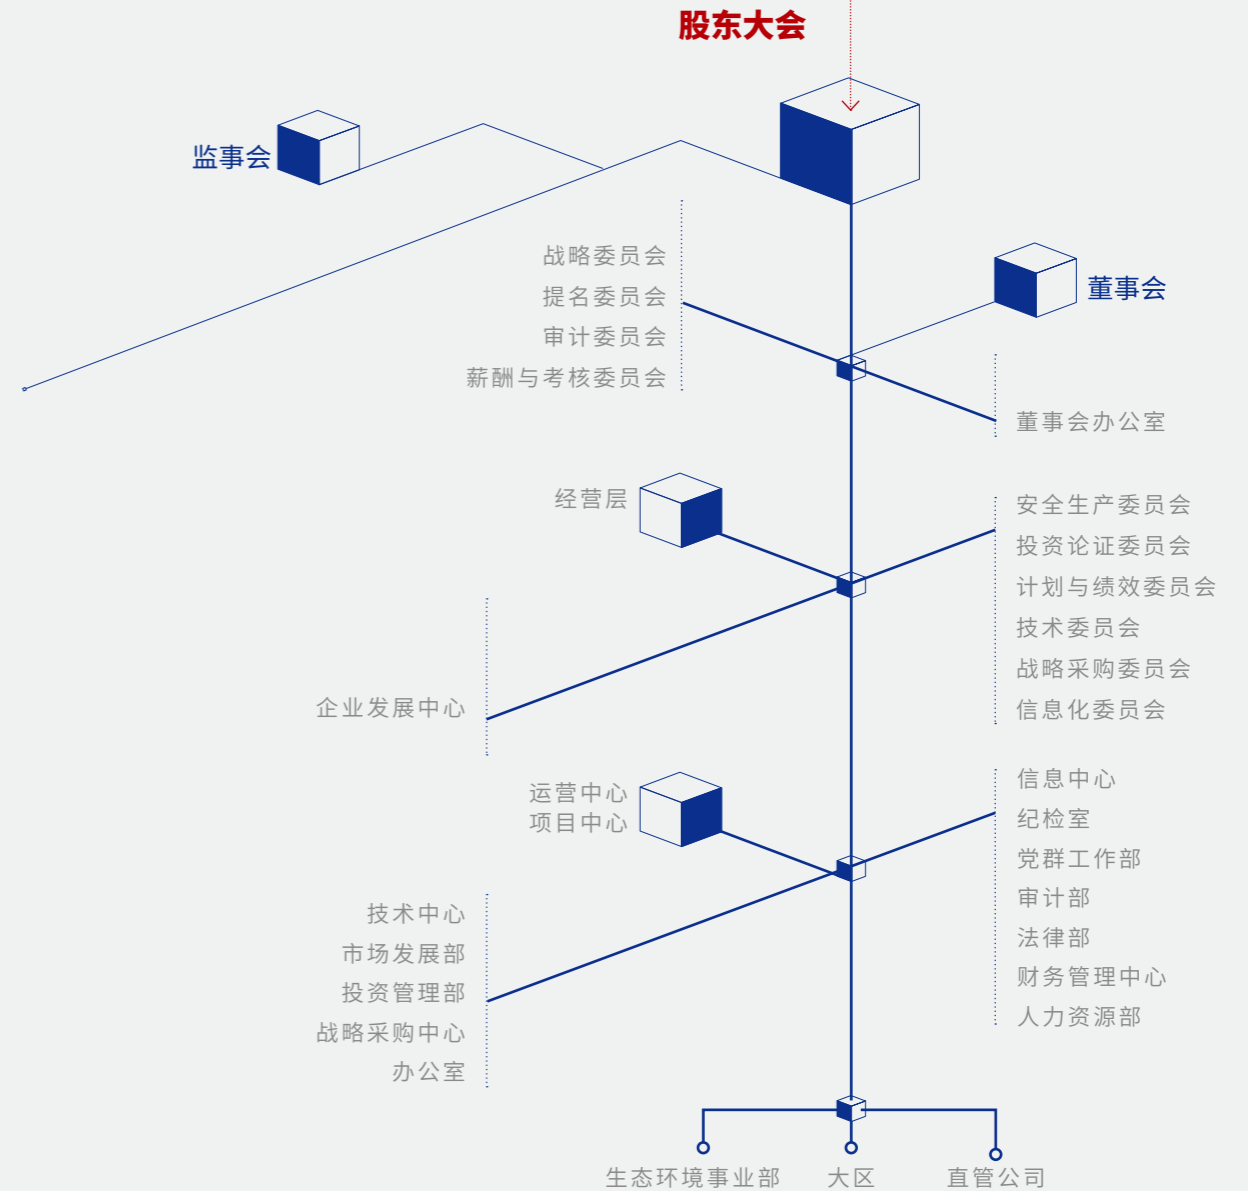 股东大会
监事会
战略委员会
提名委员会
审计委员会
薪酬与考核委员会
董事会
董事会办公室
经营层
安全生产委员会
投资论证委员会
计划与绩效委员会
技术委员会
战略采购委员会
信息化委员会
企业发展中心
运营中心
项目中心
信息中心
纪检室
党群工作部
审计部
法律部
财务管理中心
人力资源部
技术中心
市场发展部
投资管理部
战略采购中心
办公室
生态环境事业部
大区
直管公司